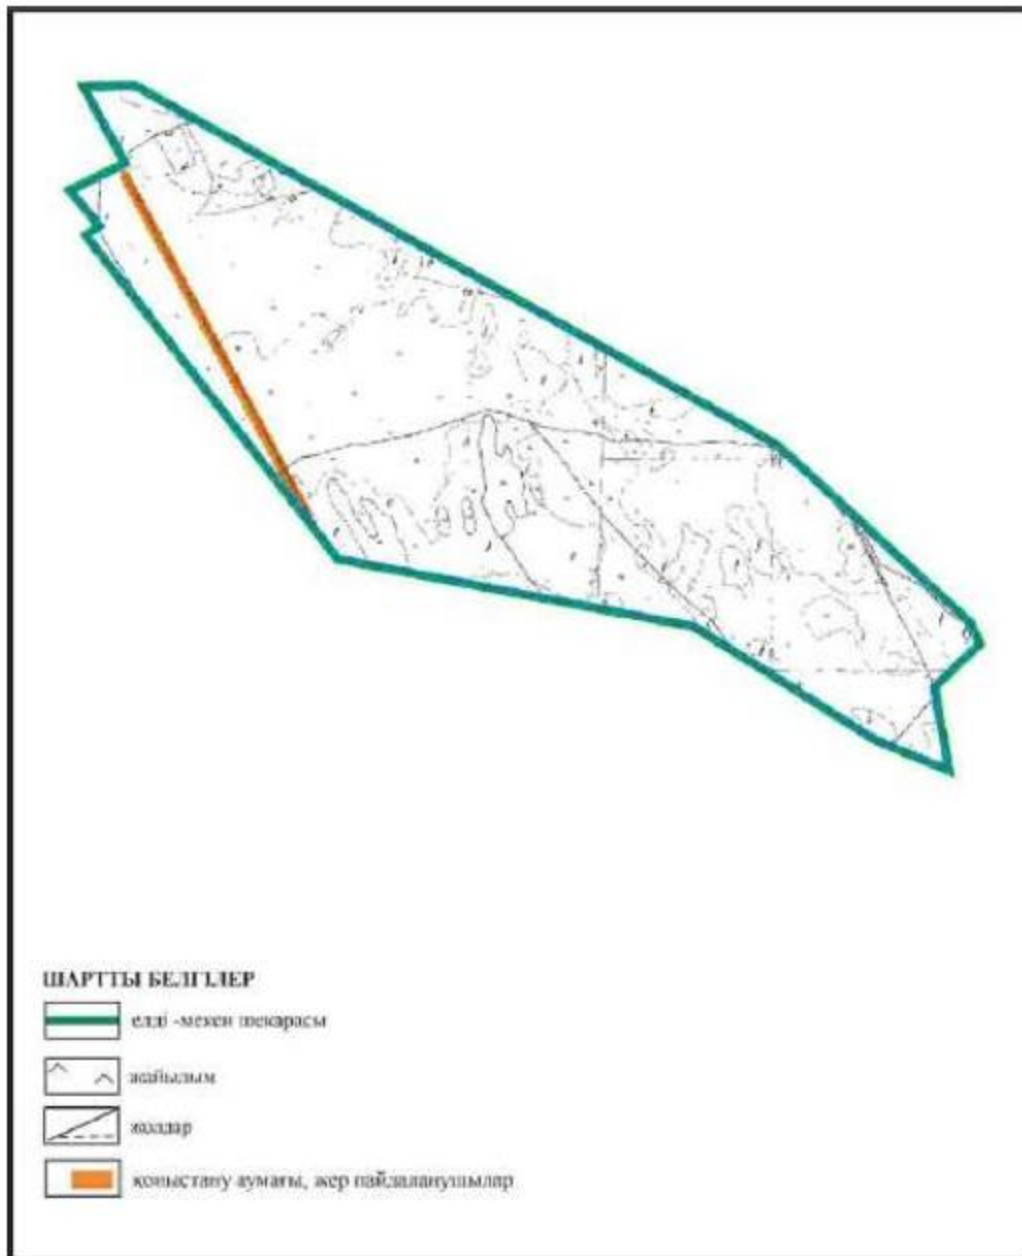 ШАРТТЫ БЕЛГІЛЕР
елді -мекен шекарасы
жайылым
жолдар
қоныстану аумағы, жер пайдаланушылар